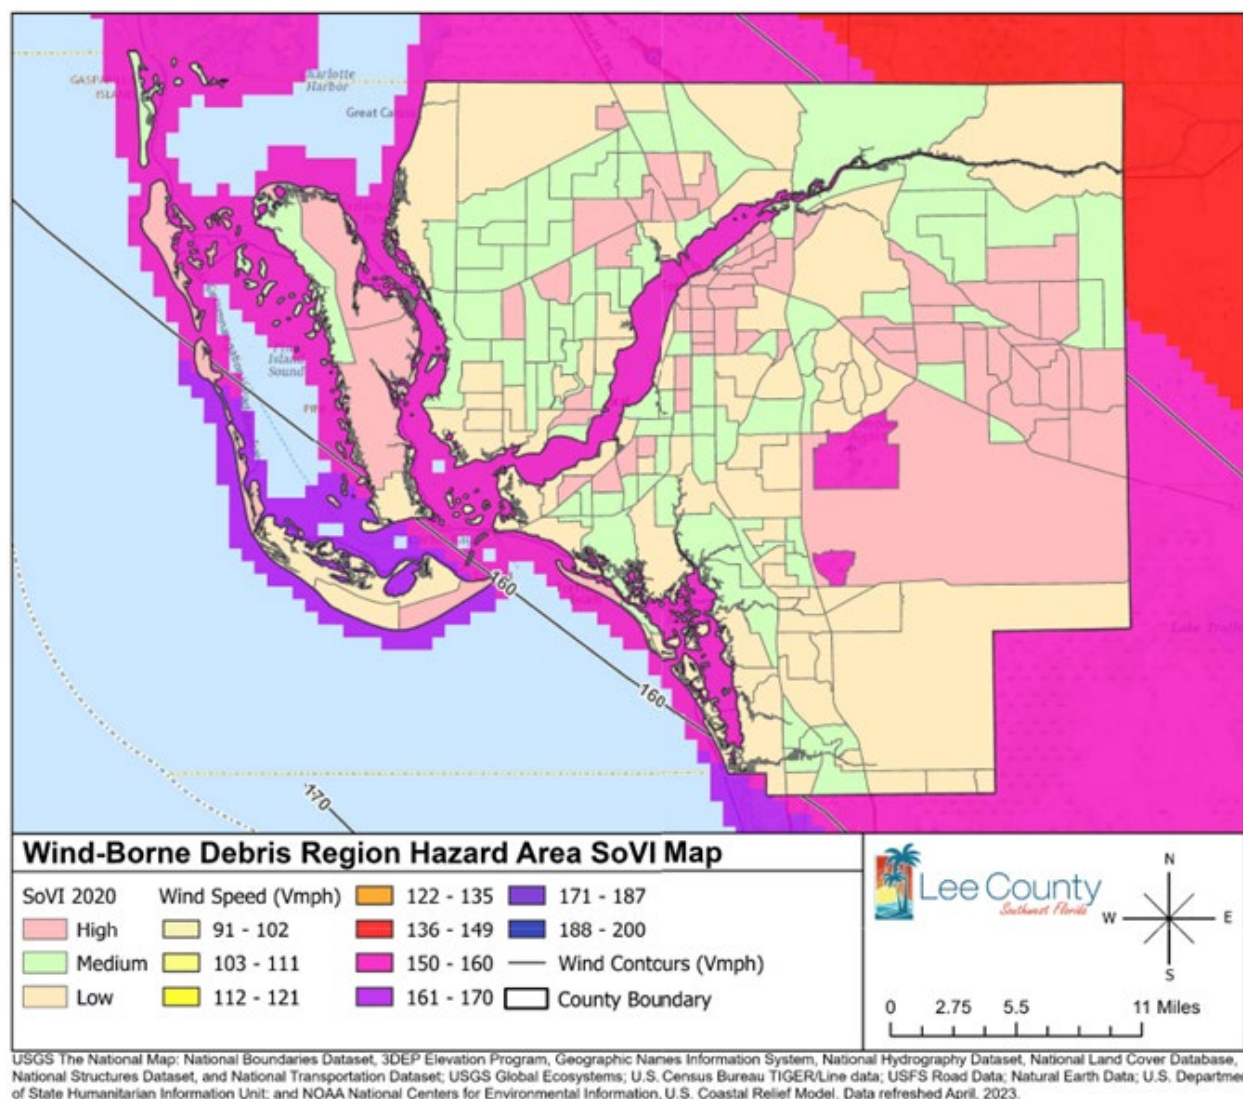 Charlotte
Harbor
ISLAND
Island
Sound
160
160
170
Wind-Borne Debris Region Hazard Area SoVI Map
SoVI 2020
High
Medium
Low
Wind Speed (Vmph)
91 - 102
103 - 111
112 - 121
122 - 135
136 - 149
150 - 160
161 - 170
171 - 187
188 - 200
Wind Contours (Vmph)
County Boundary
Lee County
Southwest Florida
N
W E
S
0 2.75 5.5 11 Miles
USGS The National Map: National Boundaries Dataset, 3DEP Elevation Program, Geographic Names Information System, National Hydrography Dataset, National Land Cover Database,
National Structures Dataset, and National Transportation Dataset; USGS Global Ecosystems; U.S. Census Bureau TIGER/Line data; USFS Road Data; Natural Earth Data; U.S. Departme
of State Humanitarian Information Unit; and NOAA National Centers for Environmental Information, U.S. Coastal Relief Model. Data refreshed April, 2023.